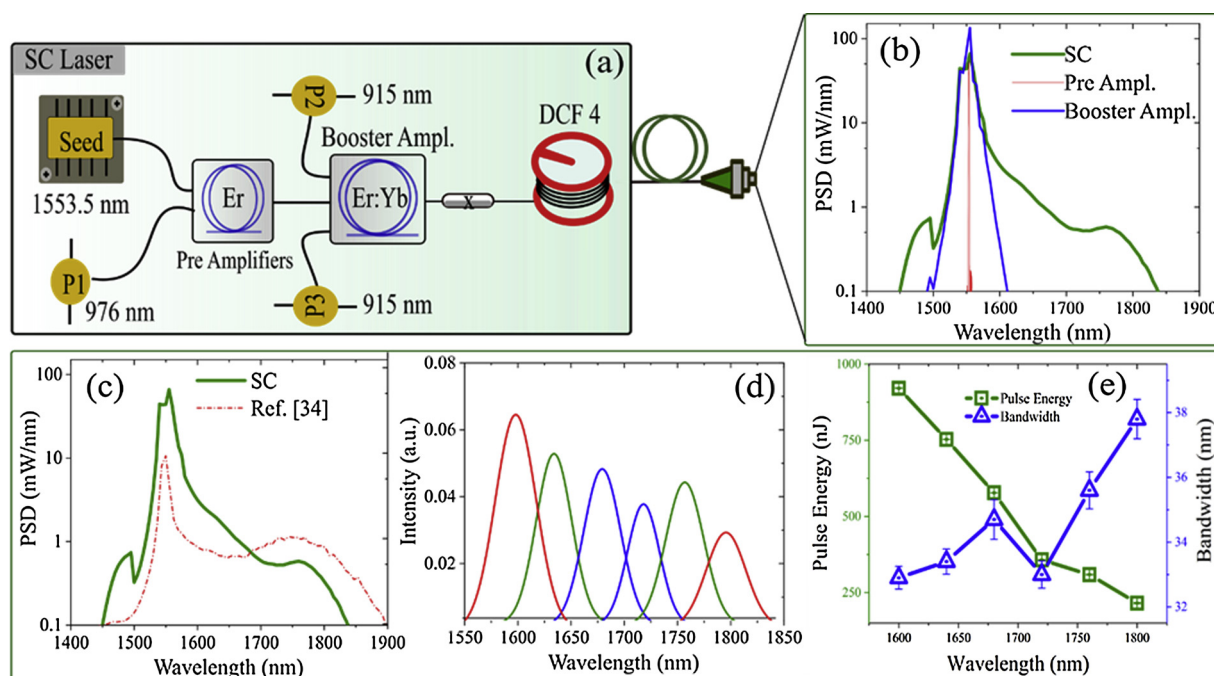 SC Laser
(a)
Seed
1553.5 nm
P1
976 nm
Er
Pre Amplifiers
P2
915 nm
Booster Ampl.
Er:Yb
P3
915 nm
x
DCF 4
(b)
SC
Pre Ampl.
Booster Ampl.
PSD (mW/nm)
100
10
1
0.1
1400 1500 1600 1700 1800 1900
Wavelength (nm)
(c)
SC
Ref. [34]
PSD (mW/nm)
100
10
1
0.1
1400 1500 1600 1700 1800 1900
Wavelength (nm)
(d)
Intensity (a.u.)
0.08
0.06
0.04
0.02
1550 1600 1650 1700 1750 1800 1850
Wavelength (nm)
(e)
Pulse Energy
Bandwidth
Pulse Energy (nJ)
1000
750
500
250
1600 1650 1700 1750 1800
Wavelength (nm)
38
36
34
32
Bandwidth (nm)